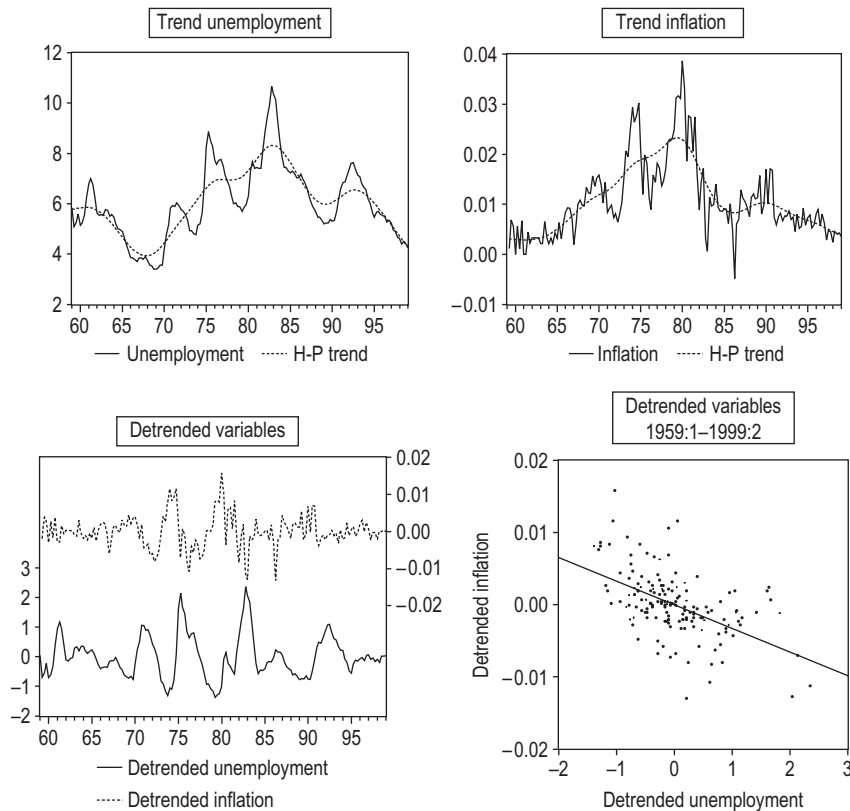 Trend unemployment
12
10
8
6
4
2
60 65 70 75 80 85 90 95
Unemployment H-P trend
Trend inflation
0.04
0.03
0.02
0.01
0.00
−0.01
60 65 70 75 80 85 90 95
Inflation H-P trend
Detrended variables
0.02
0.01
0.00
−0.01
−0.02
3
2
1
0
−1
−2
60 65 70 75 80 85 90 95
Detrended unemployment
Detrended inflation
Detrended variables
1959:1–1999:2
Detrended inflation
0.02
0.01
0.00
−0.01
−0.02
−2 −1 0 1 2 3
Detrended unemployment